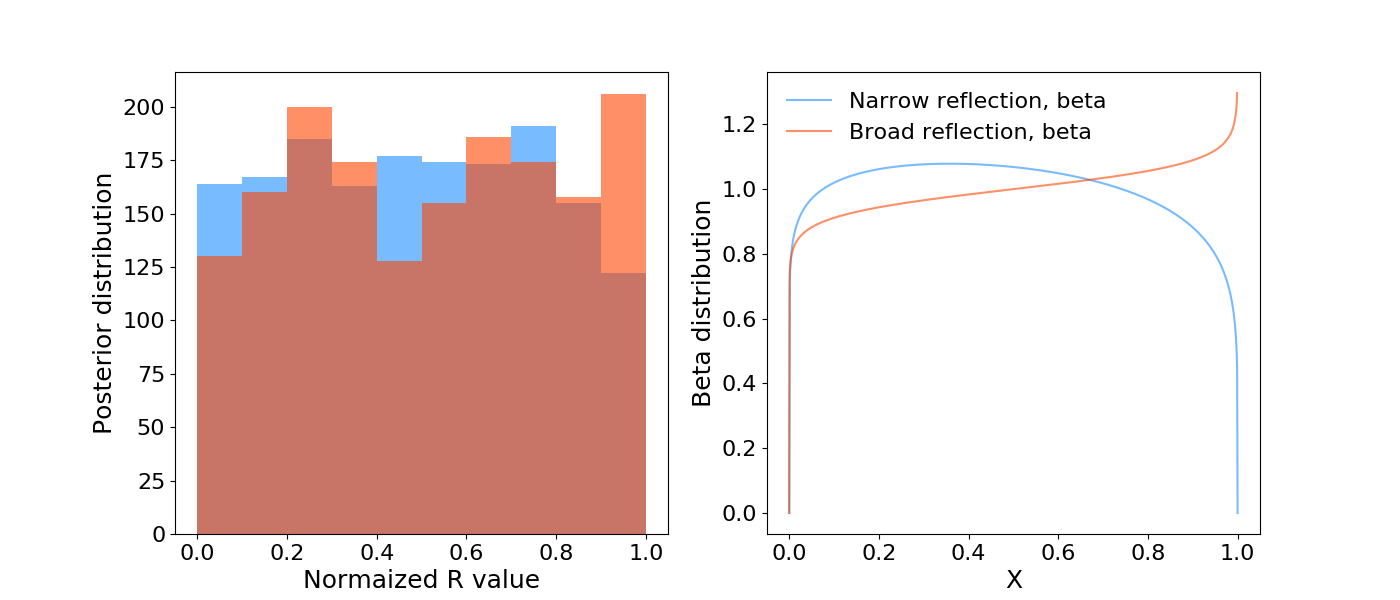 Posterior distribution
200
175
150
125
100
75
50
25
0
0.0 0.2 0.4 0.6 0.8 1.0
Normaized R value
Beta distribution
1.2
1.0
0.8
0.6
0.4
0.2
0.0
Narrow reflection, beta
Broad reflection, beta
0.0 0.2 0.4 0.6 0.8 1.0
X